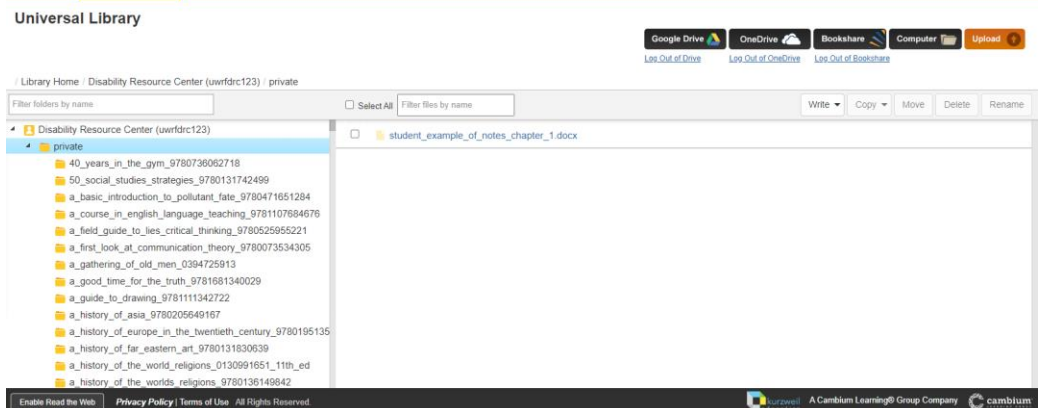 Universal Library
Google Drive OneDrive Bookshare Computer Upload
Log Out of Drive Log Out of OneDrive Log Out of Bookshare
/ Library Home / Disability Resource Center (uwrfdrc123) / private
Filter folders by name Select All Filter files by name Write Copy Move Delete Rename
Disability Resource Center (uwrfdrc123) student_example_of_notes_chapter_1.docx
private
40_years_in_the_gym_9780736062718
50_social_studies_strategies_9780131742499
a_basic_introduction_to_pollutant_fate_9780471651284
a_course_in_english_language_teaching_9781107684676
a_field_guide_to_lies_critical_thinking_9780525955221
a_first_look_at_communication_theory_9780073534305
a_gathering_of_old_men_0394725913
a_good_time_for_the_truth_9781681340029
a_guide_to_drawing_9781111342722
a_history_of_asia_9780205649167
a_history_of_europe_in_the_twentieth_century_9780195135
a_history_of_far_eastern_art_9780131830639
a_history_of_the_world_religions_0130991651_11th_ed
a_history_of_the_worlds_religions_9780136149842
Enable Read the Web Privacy Policy | Terms of Use All Rights Reserved. kurzweil A Cambium Learning® Group Company cambium